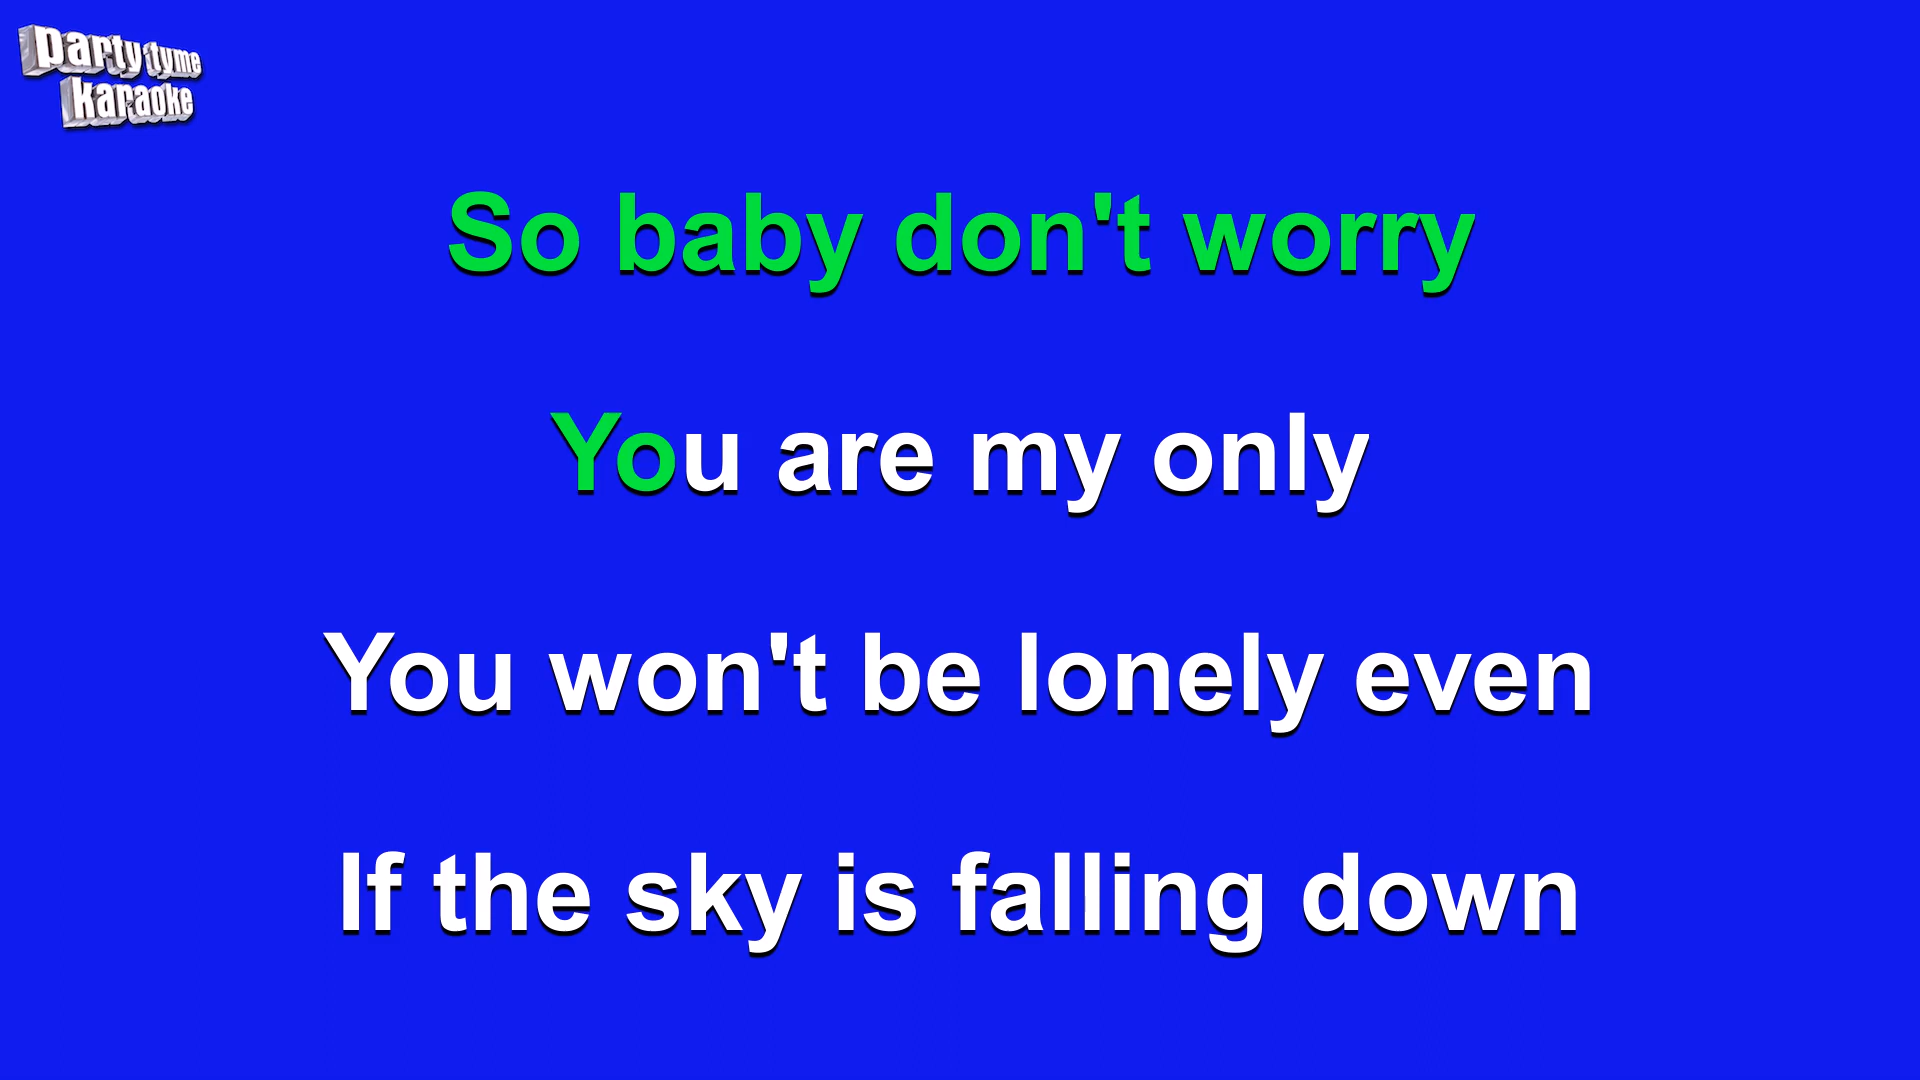 party tyme
karaoke
So baby don't worry
You are my only
You won't be lonely even
If the sky is falling down